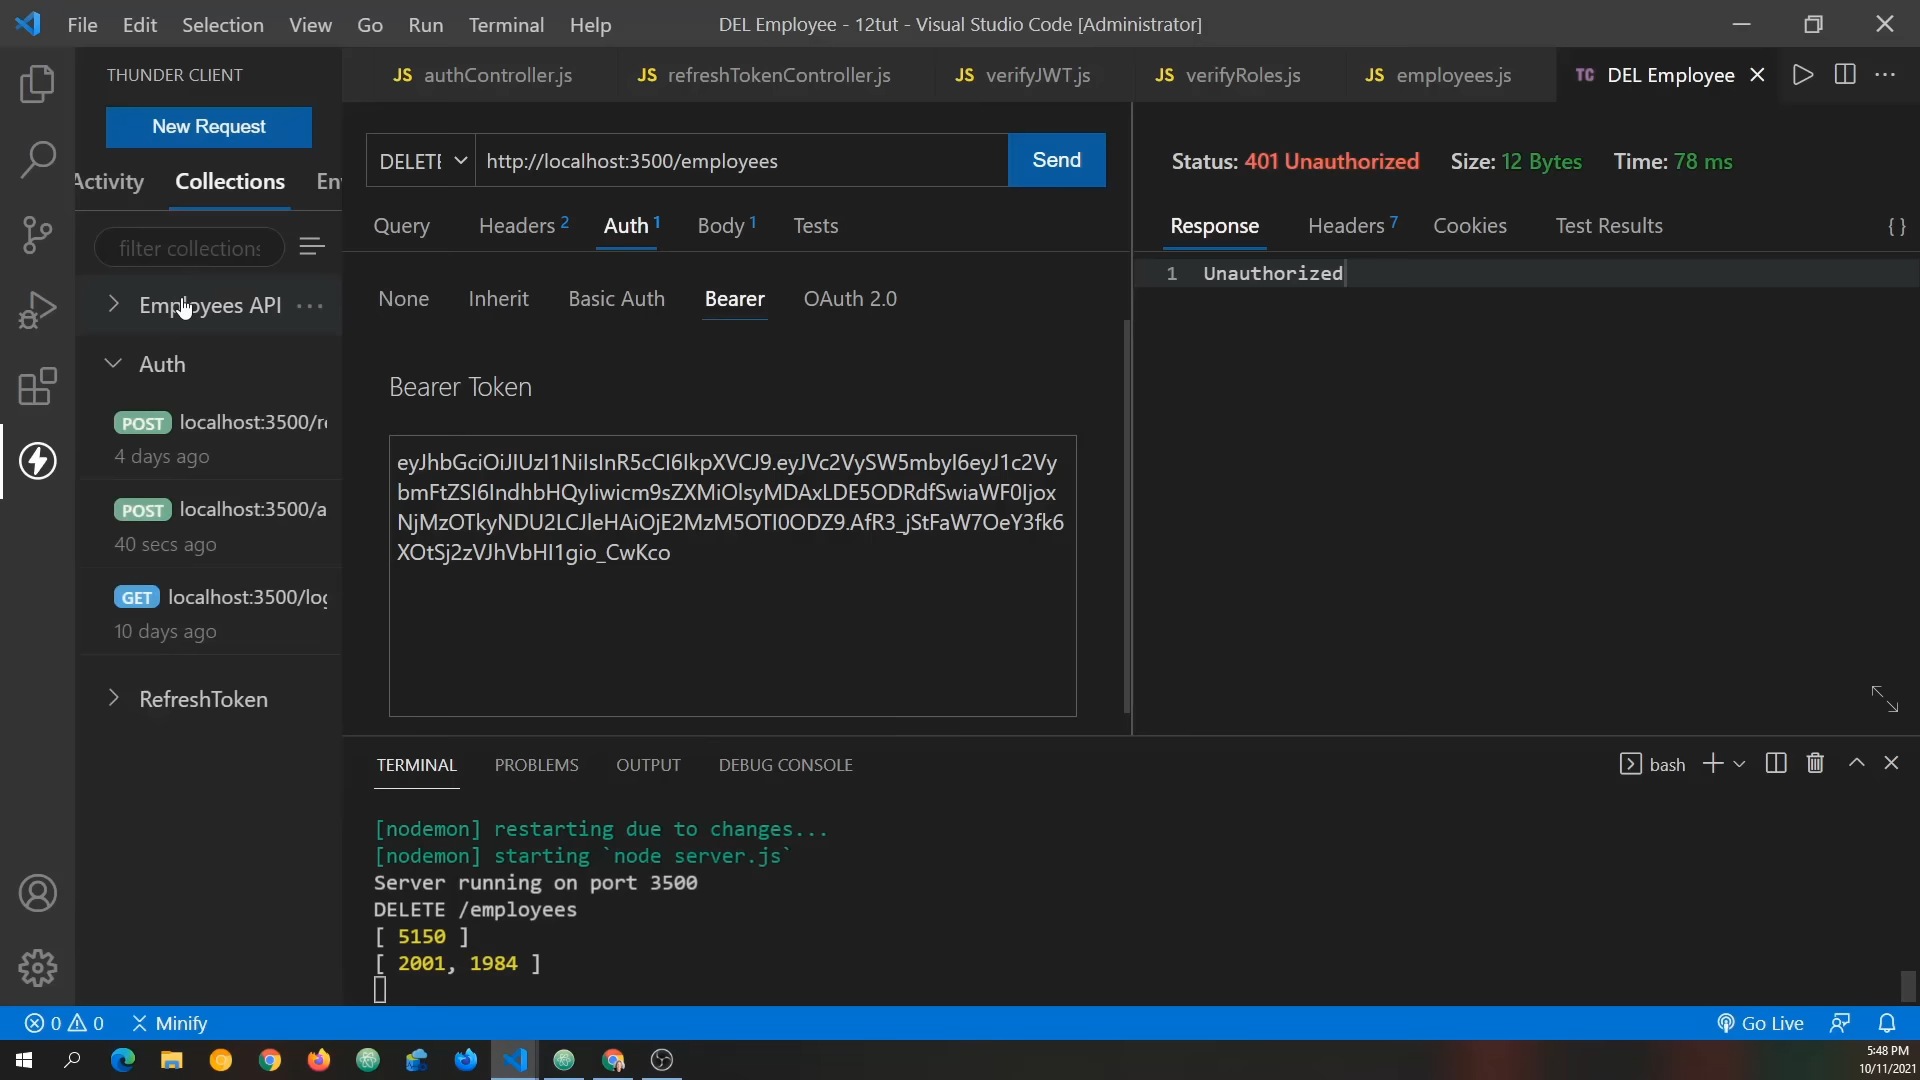 File Edit Selection View Go Run Terminal Help DEL Employee - 12tut - Visual Studio Code [Administrator]
THUNDER CLIENT
New Request
Activity Collections En
filter collections
Employees API ...
Auth
POST localhost:3500/re
4 days ago
POST localhost:3500/a
40 secs ago
GET localhost:3500/log
10 days ago
RefreshToken
JS authController.js JS refreshTokenController.js JS verifyJWT.js JS verifyRoles.js JS employees.js TC DEL Employee
DELETE http://localhost:3500/employees Send
Query Headers 2 Auth 1 Body 1 Tests
None Inherit Basic Auth Bearer OAuth 2.0
Bearer Token
eyJhbGciOiJIUzI1NiIsInR5cCI6IkpXVCJ9.eyJVc2VySW5mbyI6eyJ1c2Vy
bmFtZSI6IndhbHQyIiwicm9sZXMiOlsyMDAxLDE5ODRdfSwiaWF0Ijox
NjMzOTkyNDU2LCJleHAiOjE2MzM5OTI0ODZ9.AfR3_jStFaW7OeY3fk6
XOtSj2zVJhVbHI1gio_CwKco
Status: 401 Unauthorized Size: 12 Bytes Time: 78 ms
Response Headers 7 Cookies Test Results { }
1 Unauthorized
TERMINAL PROBLEMS OUTPUT DEBUG CONSOLE bash
[nodemon] restarting due to changes...
[nodemon] starting `node server.js`
Server running on port 3500
DELETE /employees
[ 5150 ]
[ 2001, 1984 ]
0 0 Minify Go Live
5:48 PM
10/11/2021